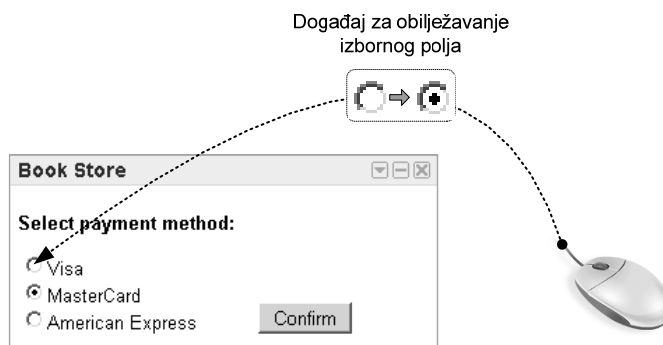 Događaj za obilježavanje
izbornog polja
Book Store
Select payment method:
Visa
MasterCard
American Express
Confirm